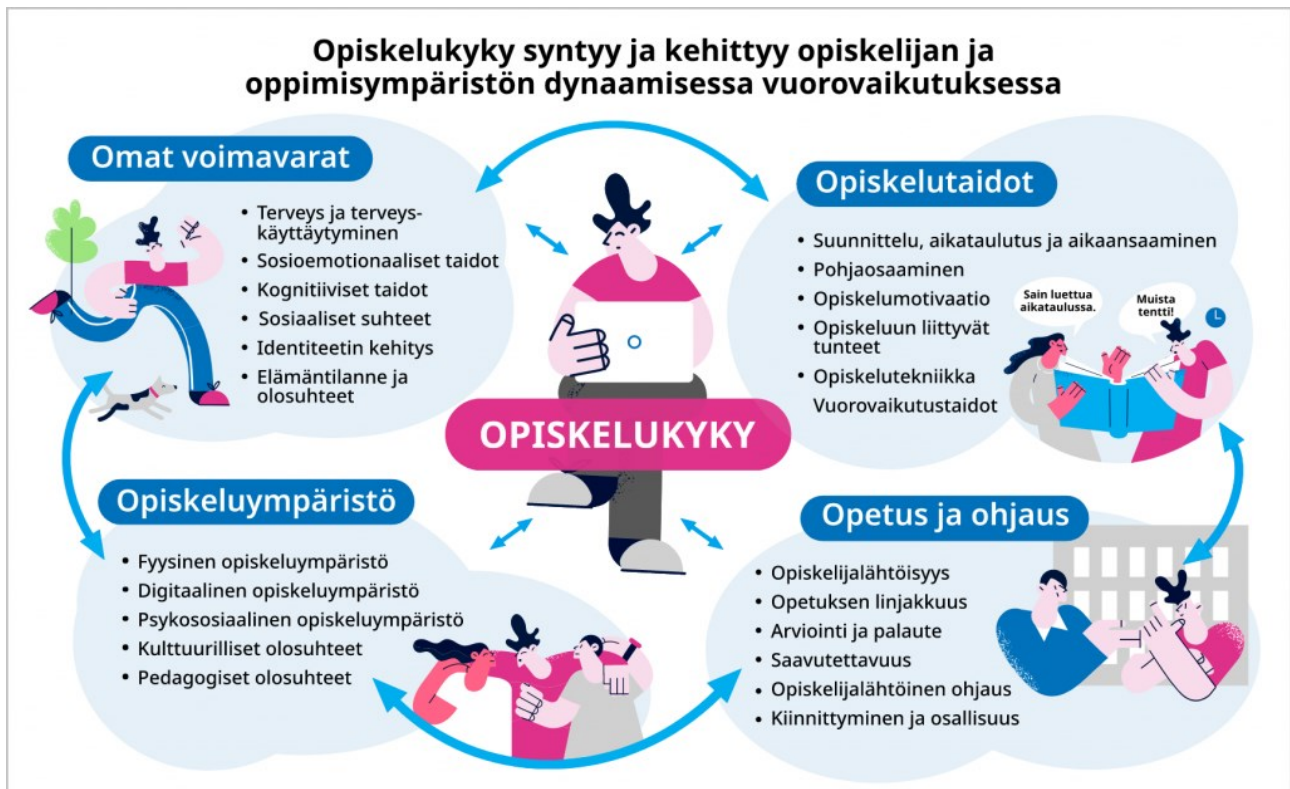 Opiskelukyky syntyy ja kehittyy opiskelijan ja
oppimisympäristön dynaamisessa vuorovaikutuksessa
Omat voimavarat
• Terveys ja terveys-
käyttäytyminen
• Sosioemotionaaliset taidot
• Kognitiiviset taidot
• Sosiaaliset suhteet
• Identiteetin kehitys
• Elämäntilanne ja
olosuhteet
Opiskelutaidot
• Suunnittelu, aikataulutus ja aikaansaaminen
• Pohjaosaaminen
• Opiskelumotivaatio
• Opiskeluun liittyvät
tunteet
• Opiskelutekniikka
Vuorovaikutustaidot
Sain luettua
aikataulussa.
Muista
tentti!
OPISKELUKYKY
Opiskeluympäristö
• Fyysinen opiskeluympäristö
• Digitaalinen opiskeluympäristö
• Psykososiaalinen opiskeluympäristö
• Kulttuurilliset olosuhteet
• Pedagogiset olosuhteet
Opetus ja ohjaus
• Opiskelijalähtöisyys
• Opetuksen linjakkuus
• Arviointi ja palaute
• Saavutettavuus
• Opiskelijalähtöinen ohjaus
• Kiinnittyminen ja osallisuus